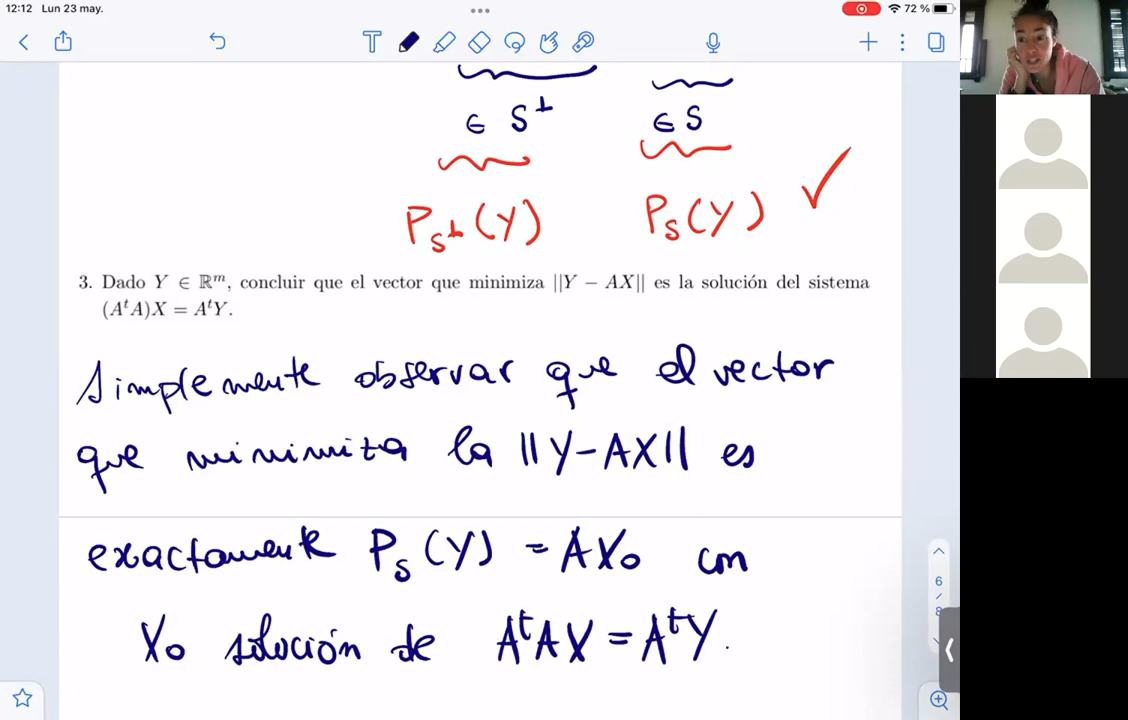 12:12 Lun 23 may.
72 %
T
∈ S^⊥ ∈ S
P_{S^⊥}(Y) P_S(Y) ✓
3. Dado Y ∈ ℝ^m, concluir que el vector que minimiza ||Y − AX|| es la solución del sistema
(A^tA)X = A^tY.
Simplemente observar que el vector
que minimiza la ||Y-AX|| es
exactamente P_S(Y) = AX₀ con
X₀ solución de A^tAX = A^tY.
6
/
8